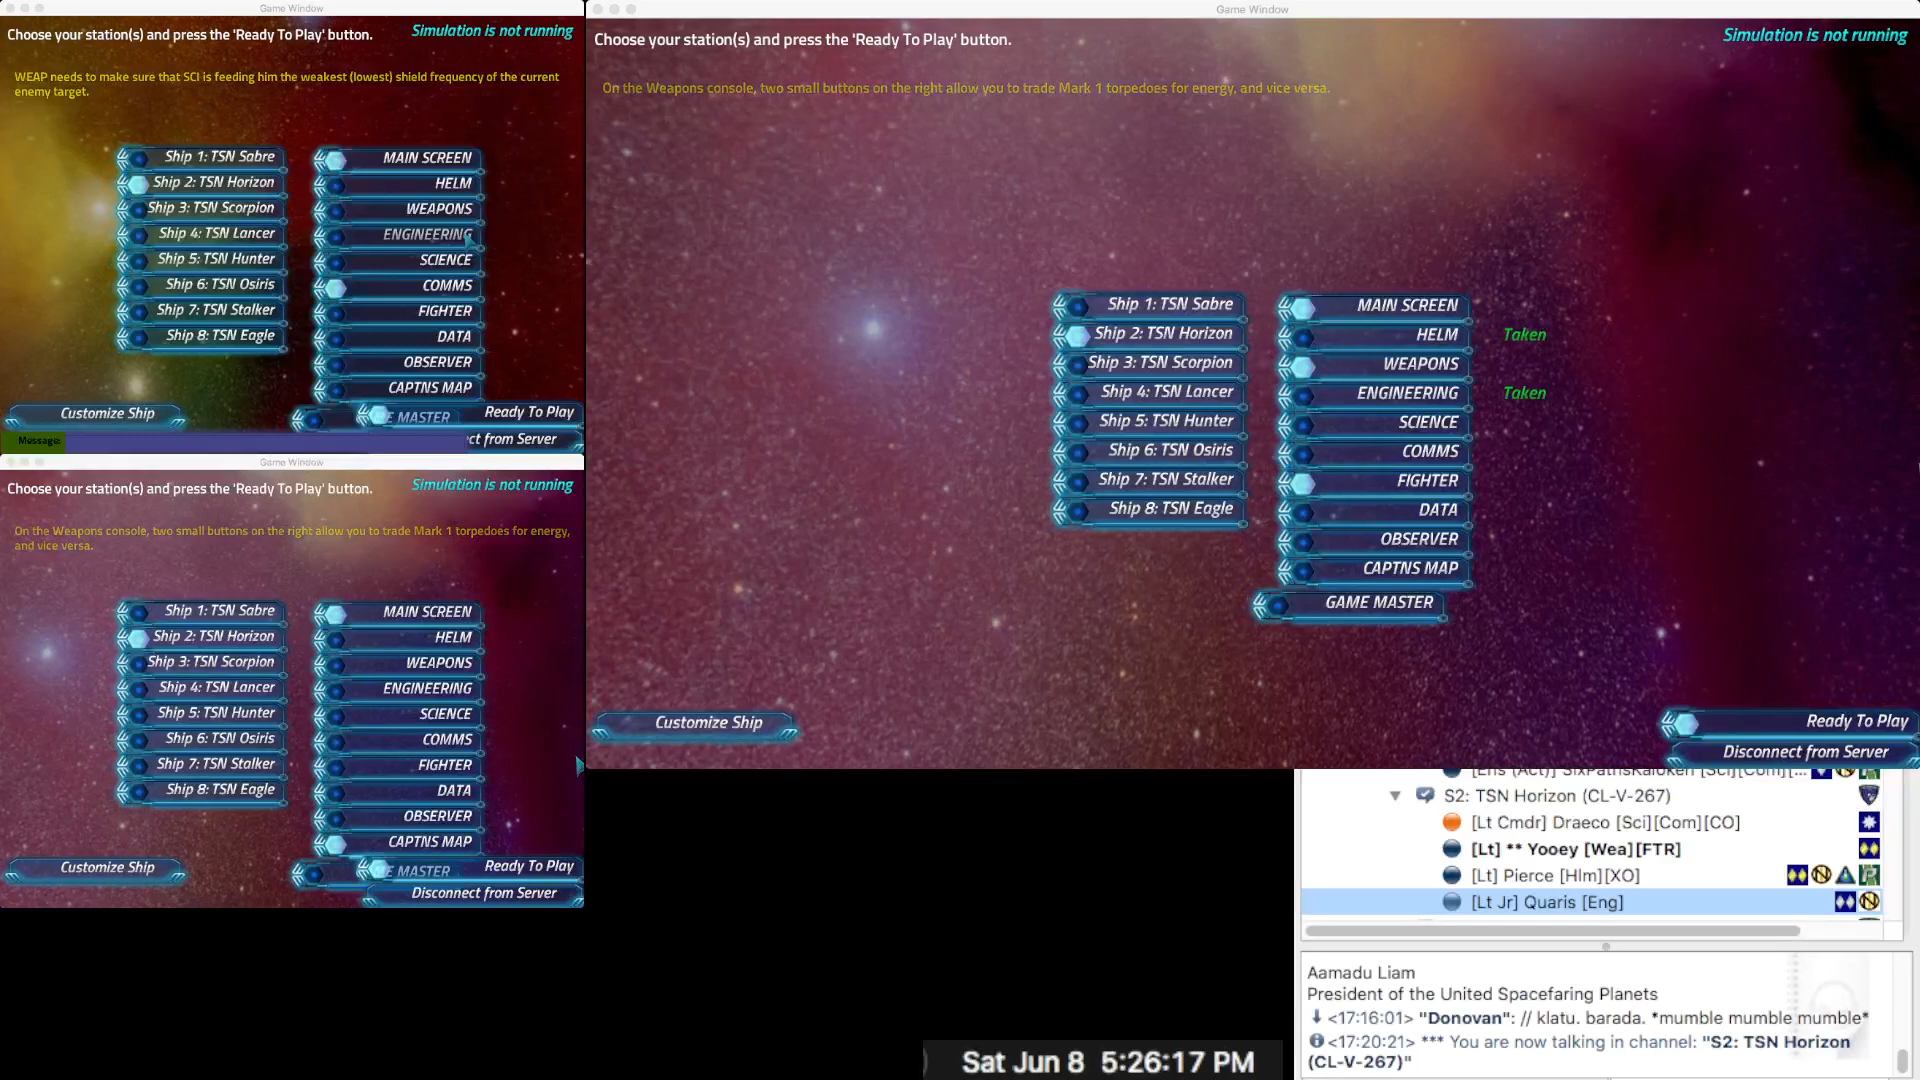 Game Window
Choose your station(s) and press the 'Ready To Play' button.
Simulation is not running
WEAP needs to make sure that SCI is feeding him the weakest (lowest) shield frequency of the current
enemy target.
Ship 1: TSN Sabre
Ship 2: TSN Horizon
Ship 3: TSN Scorpion
Ship 4: TSN Lancer
Ship 5: TSN Hunter
Ship 6: TSN Osiris
Ship 7: TSN Stalker
Ship 8: TSN Eagle
MAIN SCREEN
HELM
WEAPONS
ENGINEERING
SCIENCE
COMMS
FIGHTER
DATA
OBSERVER
CAPTNS MAP
Customize Ship
E MASTER
Ready To Play
Message:
ct from Server
Game Window
Choose your station(s) and press the 'Ready To Play' button.
Simulation is not running
On the Weapons console, two small buttons on the right allow you to trade Mark 1 torpedoes for energy,
and vice versa.
Ship 1: TSN Sabre
Ship 2: TSN Horizon
Ship 3: TSN Scorpion
Ship 4: TSN Lancer
Ship 5: TSN Hunter
Ship 6: TSN Osiris
Ship 7: TSN Stalker
Ship 8: TSN Eagle
MAIN SCREEN
HELM
WEAPONS
ENGINEERING
SCIENCE
COMMS
FIGHTER
DATA
OBSERVER
CAPTNS MAP
Customize Ship
E MASTER
Ready To Play
Disconnect from Server
Game Window
Choose your station(s) and press the 'Ready To Play' button.
Simulation is not running
On the Weapons console, two small buttons on the right allow you to trade Mark 1 torpedoes for energy, and vice versa.
Ship 1: TSN Sabre
Ship 2: TSN Horizon
Ship 3: TSN Scorpion
Ship 4: TSN Lancer
Ship 5: TSN Hunter
Ship 6: TSN Osiris
Ship 7: TSN Stalker
Ship 8: TSN Eagle
MAIN SCREEN
HELM Taken
WEAPONS
ENGINEERING Taken
SCIENCE
COMMS
FIGHTER
DATA
OBSERVER
CAPTNS MAP
GAME MASTER
Customize Ship
Ready To Play
Disconnect from Server
[Ens (Act)] SixPathsKaloken [Sci][Com][...
S2: TSN Horizon (CL-V-267)
[Lt Cmdr] Draeco [Sci][Com][CO]
[Lt] ** Yooey [Wea][FTR]
[Lt] Pierce [Hlm][XO]
[Lt Jr] Quaris [Eng]
Aamadu Liam
President of the United Spacefaring Planets
<17:16:01> "Donovan": // klatu. barada. *mumble mumble mumble*
<17:20:21> *** You are now talking in channel: "S2: TSN Horizon
(CL-V-267)"
Sat Jun 8 5:26:17 PM